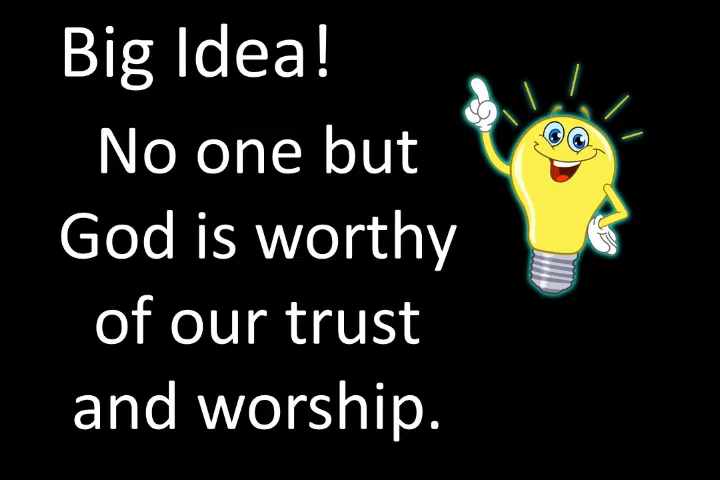 Big Idea!
No one but
God is worthy
of our trust
and worship.